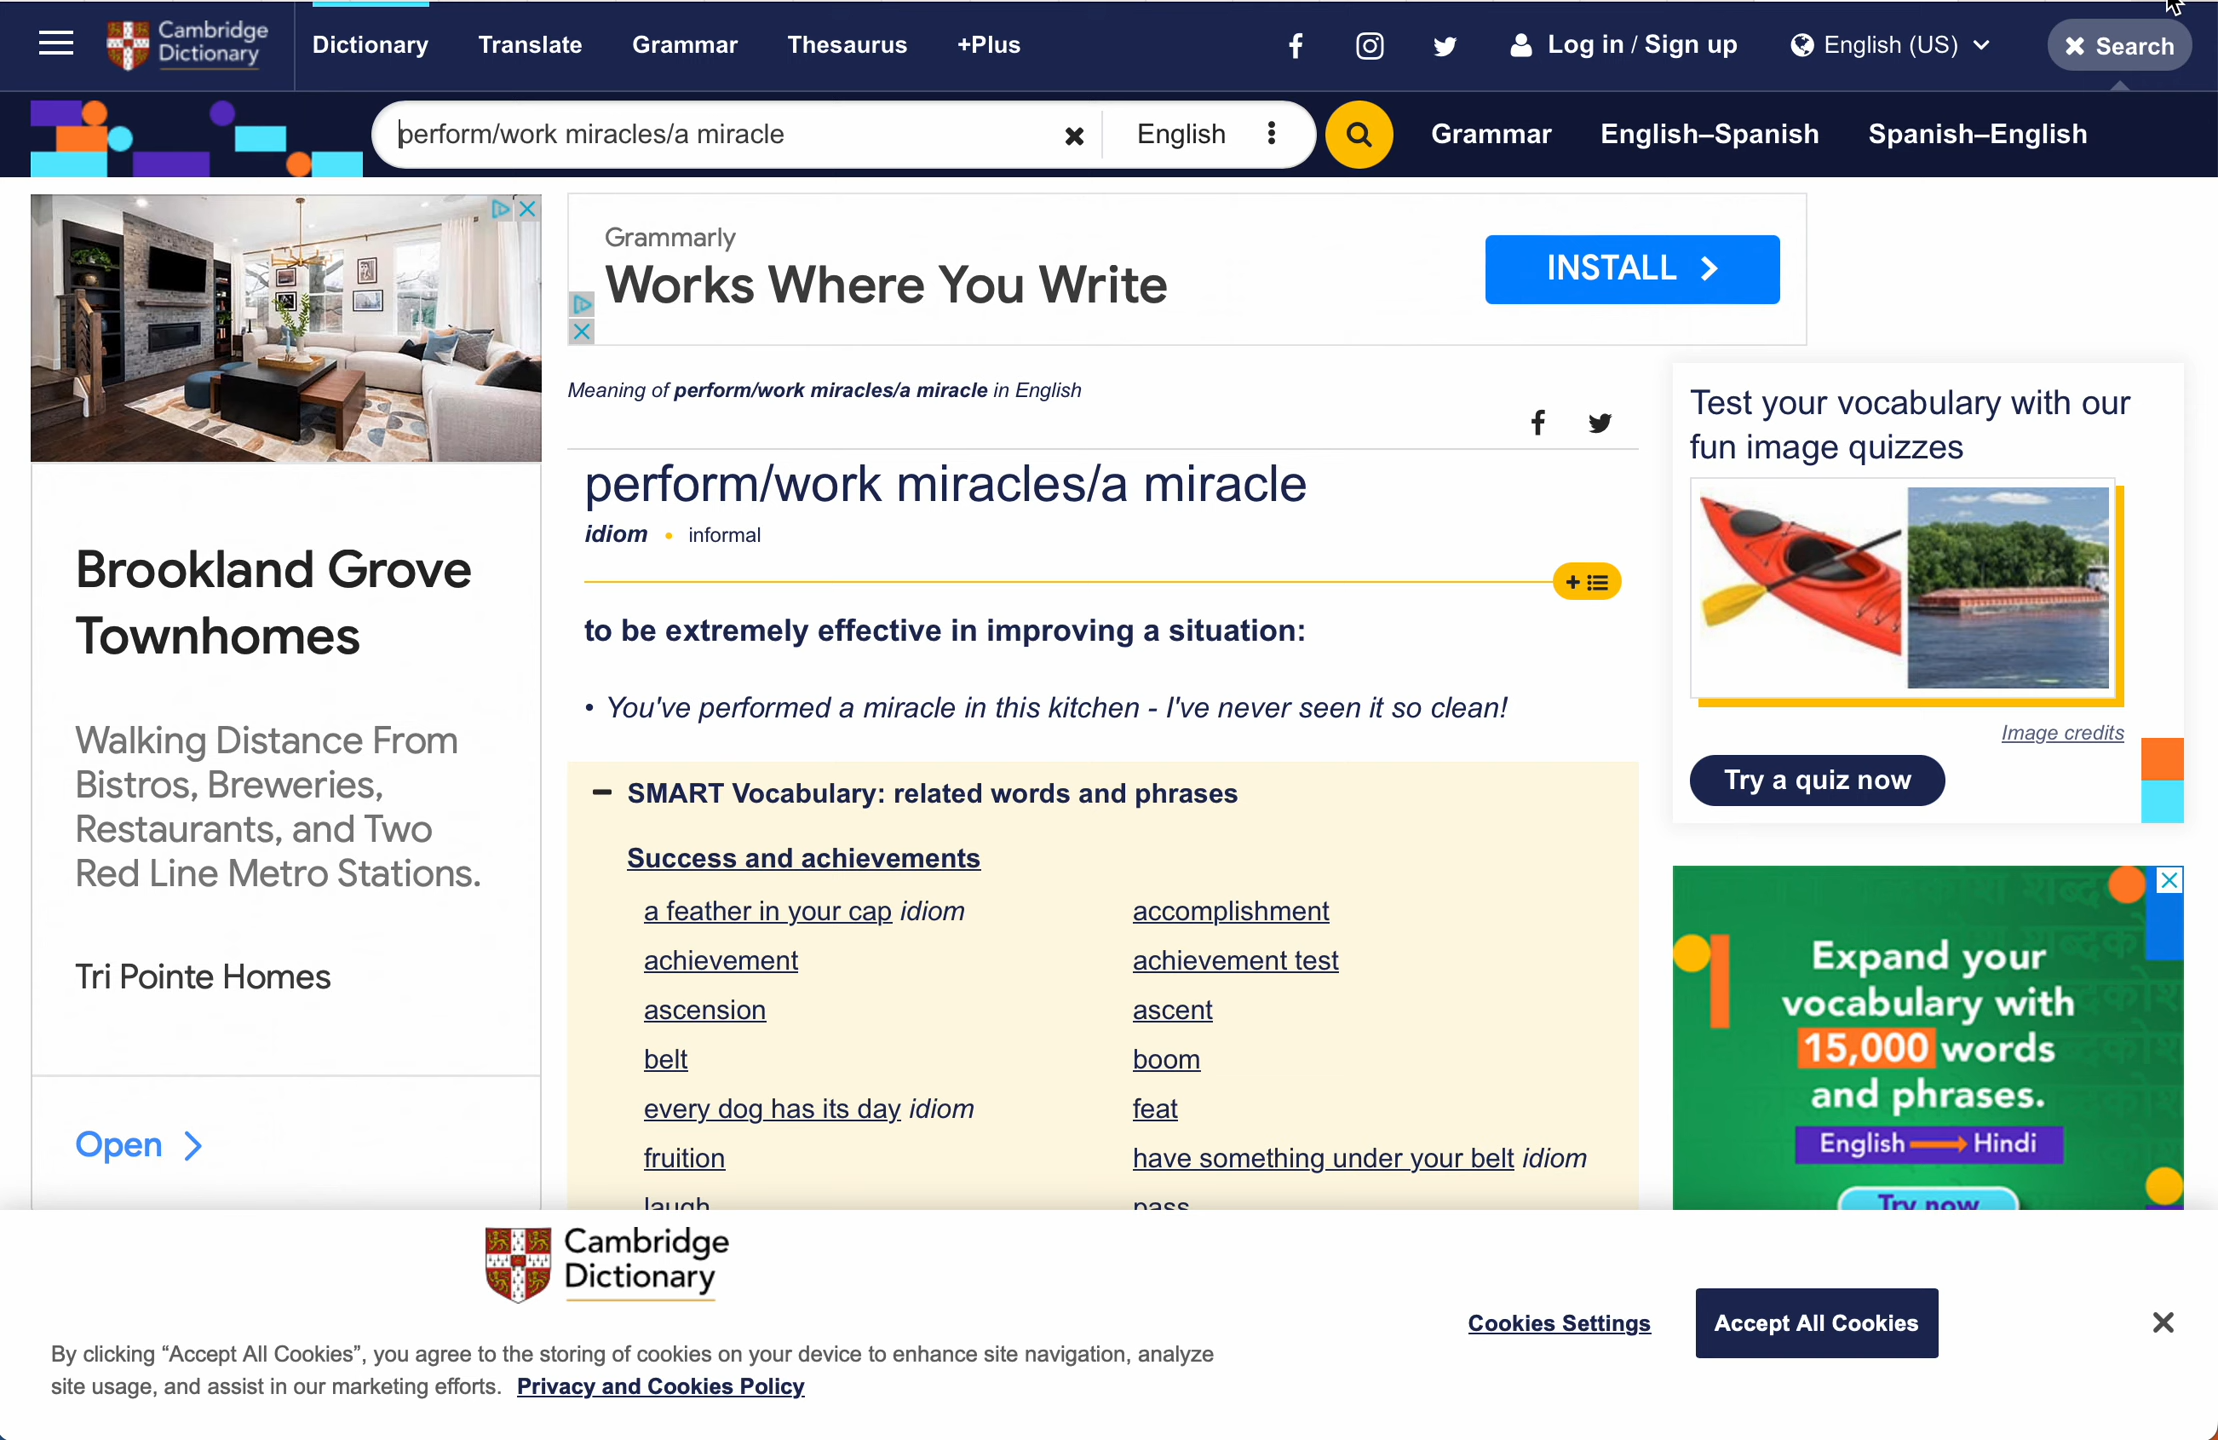 Cambridge Dictionary
Dictionary
Translate
Grammar
Thesaurus
+Plus
Log in / Sign up
English (US)
Search
perform/work miracles/a miracle
English
Grammar
English–Spanish
Spanish–English
Brookland Grove
Townhomes
Walking Distance From
Bistros, Breweries,
Restaurants, and Two
Red Line Metro Stations.
Tri Pointe Homes
Open
Grammarly
Works Where You Write
INSTALL
Meaning of perform/work miracles/a miracle in English
perform/work miracles/a miracle
idiom • informal
to be extremely effective in improving a situation:
• You've performed a miracle in this kitchen - I've never seen it so clean!
SMART Vocabulary: related words and phrases
Success and achievements
a feather in your cap idiom
accomplishment
achievement
achievement test
ascension
ascent
belt
boom
every dog has its day idiom
feat
fruition
have something under your belt idiom
laugh
pass
Test your vocabulary with our
fun image quizzes
Image credits
Try a quiz now
Expand your
vocabulary with
15,000 words
and phrases.
English Hindi
Try now
Cambridge
Dictionary
By clicking “Accept All Cookies”, you agree to the storing of cookies on your device to enhance site navigation, analyze
site usage, and assist in our marketing efforts. Privacy and Cookies Policy
Cookies Settings
Accept All Cookies